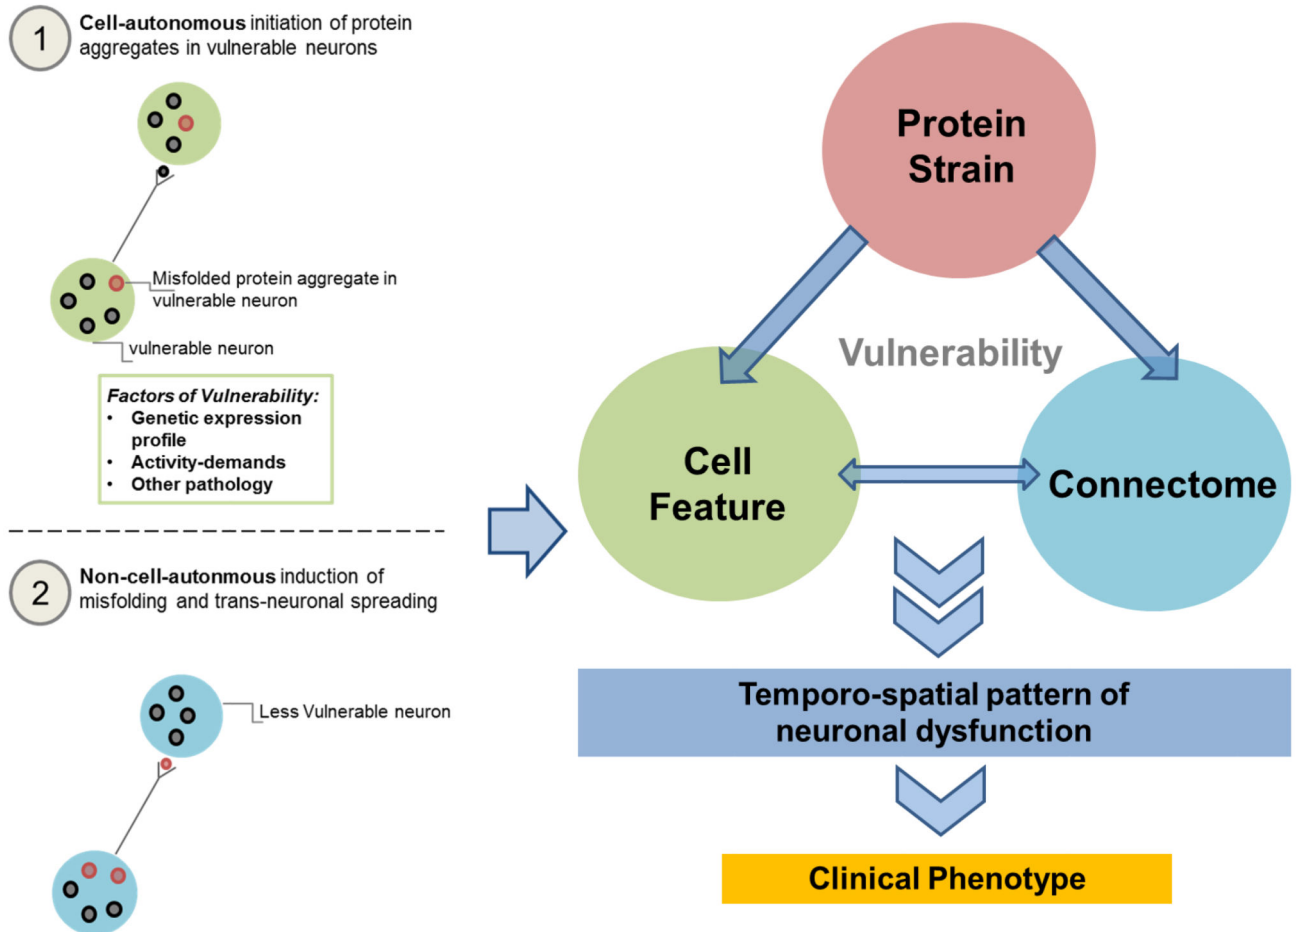 1
Cell-autonomous initiation of protein
aggregates in vulnerable neurons
Misfolded protein aggregate in
vulnerable neuron
vulnerable neuron
Factors of Vulnerability:
• Genetic expression
profile
• Activity-demands
• Other pathology
2
Non-cell-autonmous induction of
misfolding and trans-neuronal spreading
Less Vulnerable neuron
Protein
Strain
Vulnerability
Cell
Feature
Connectome
Temporo-spatial pattern of
neuronal dysfunction
Clinical Phenotype